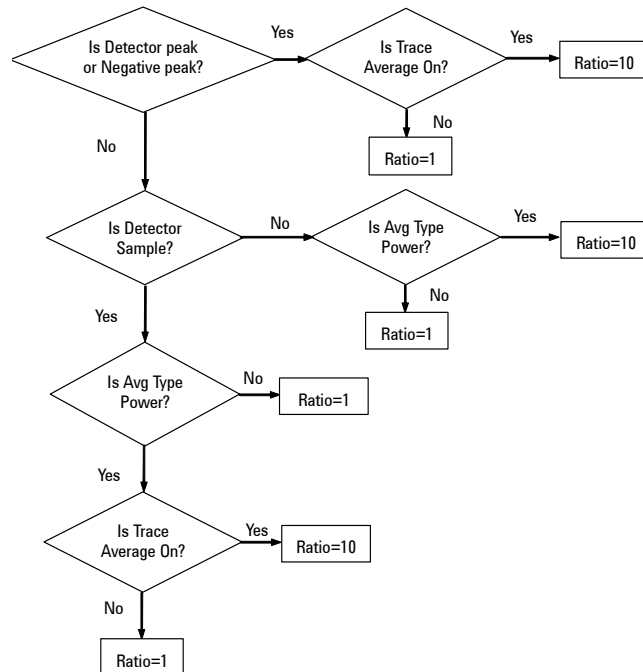 Is Detector peak
or Negative peak?
Yes
Is Trace
Average On?
Yes
Ratio=10
No
Ratio=1
No
Is Detector
Sample?
No
Is Avg Type
Power?
Yes
Ratio=10
No
Ratio=1
Yes
Is Avg Type
Power?
No
Ratio=1
Yes
Is Trace
Average On?
Yes
Ratio=10
No
Ratio=1